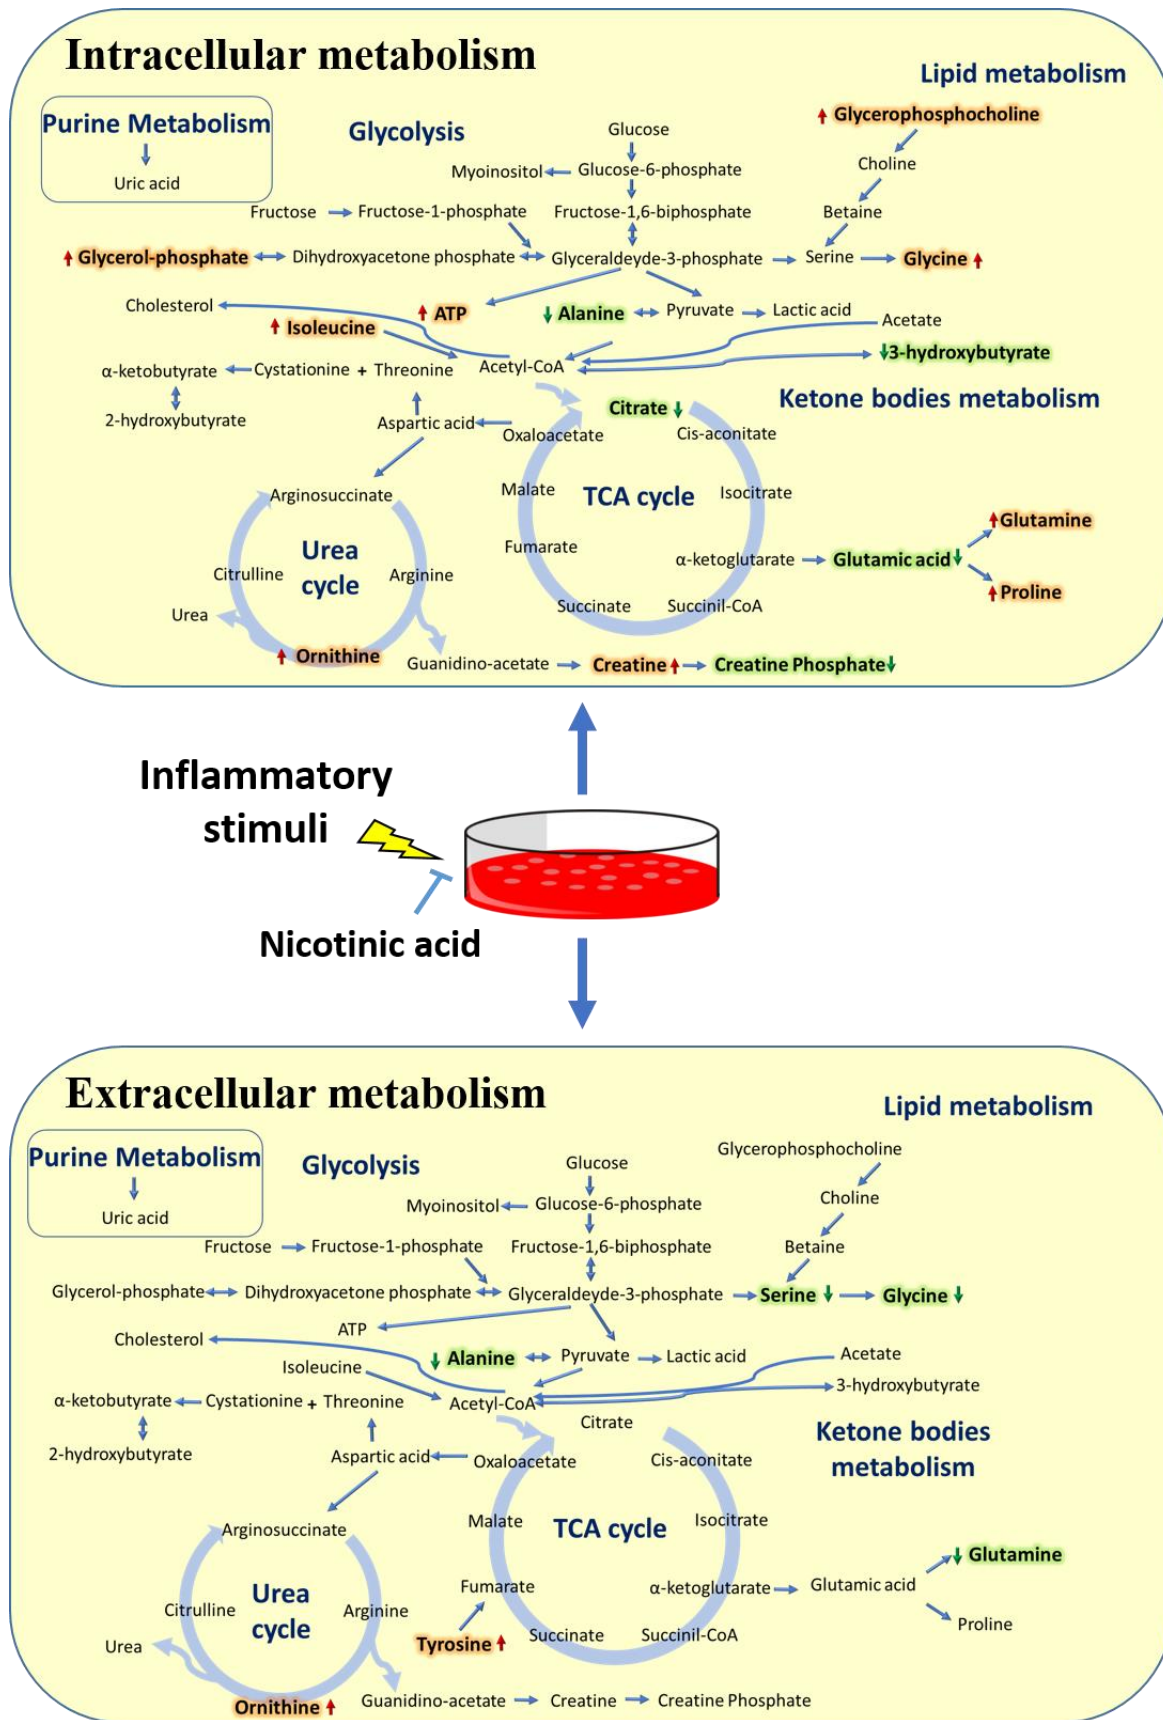 Intracellular metabolism
Lipid metabolism
Purine Metabolism
Uric acid
Glycolysis
Glucose
Glycerophosphocholine
Myoinositol
Glucose-6-phosphate
Choline
Fructose
Fructose-1-phosphate
Fructose-1,6-biphosphate
Betaine
Glycerol-phosphate
Dihydroxyacetone phosphate
Glyceraldeyde-3-phosphate
Serine
Glycine
Cholesterol
ATP
Alanine
Pyruvate
Lactic acid
Isoleucine
Acetate
3-hydroxybutyrate
α-ketobutyrate
Cystationine + Threonine
Acetyl-CoA
Ketone bodies metabolism
2-hydroxybutyrate
Aspartic acid
Oxaloacetate
Citrate
Cis-aconitate
Arginosuccinate
Malate
TCA cycle
Isocitrate
Glutamine
Urea
cycle
Fumarate
α-ketoglutarate
Glutamic acid
Citrulline
Arginine
Proline
Urea
Succinate
Succinil-CoA
Ornithine
Guanidino-acetate
Creatine
Creatine Phosphate
Inflammatory
stimuli
Nicotinic acid
Extracellular metabolism
Lipid metabolism
Purine Metabolism
Uric acid
Glycolysis
Glucose
Glycerophosphocholine
Myoinositol
Glucose-6-phosphate
Choline
Fructose
Fructose-1-phosphate
Fructose-1,6-biphosphate
Betaine
Glycerol-phosphate
Dihydroxyacetone phosphate
Glyceraldeyde-3-phosphate
Serine
Glycine
Cholesterol
ATP
Alanine
Pyruvate
Lactic acid
Acetate
Isoleucine
3-hydroxybutyrate
α-ketobutyrate
Cystationine + Threonine
Acetyl-CoA
Citrate
Ketone bodies
metabolism
2-hydroxybutyrate
Aspartic acid
Oxaloacetate
Cis-aconitate
Arginosuccinate
Malate
TCA cycle
Isocitrate
Glutamine
Urea
cycle
Fumarate
α-ketoglutarate
Glutamic acid
Citrulline
Arginine
Proline
Urea
Tyrosine
Succinate
Succinil-CoA
Ornithine
Guanidino-acetate
Creatine
Creatine Phosphate